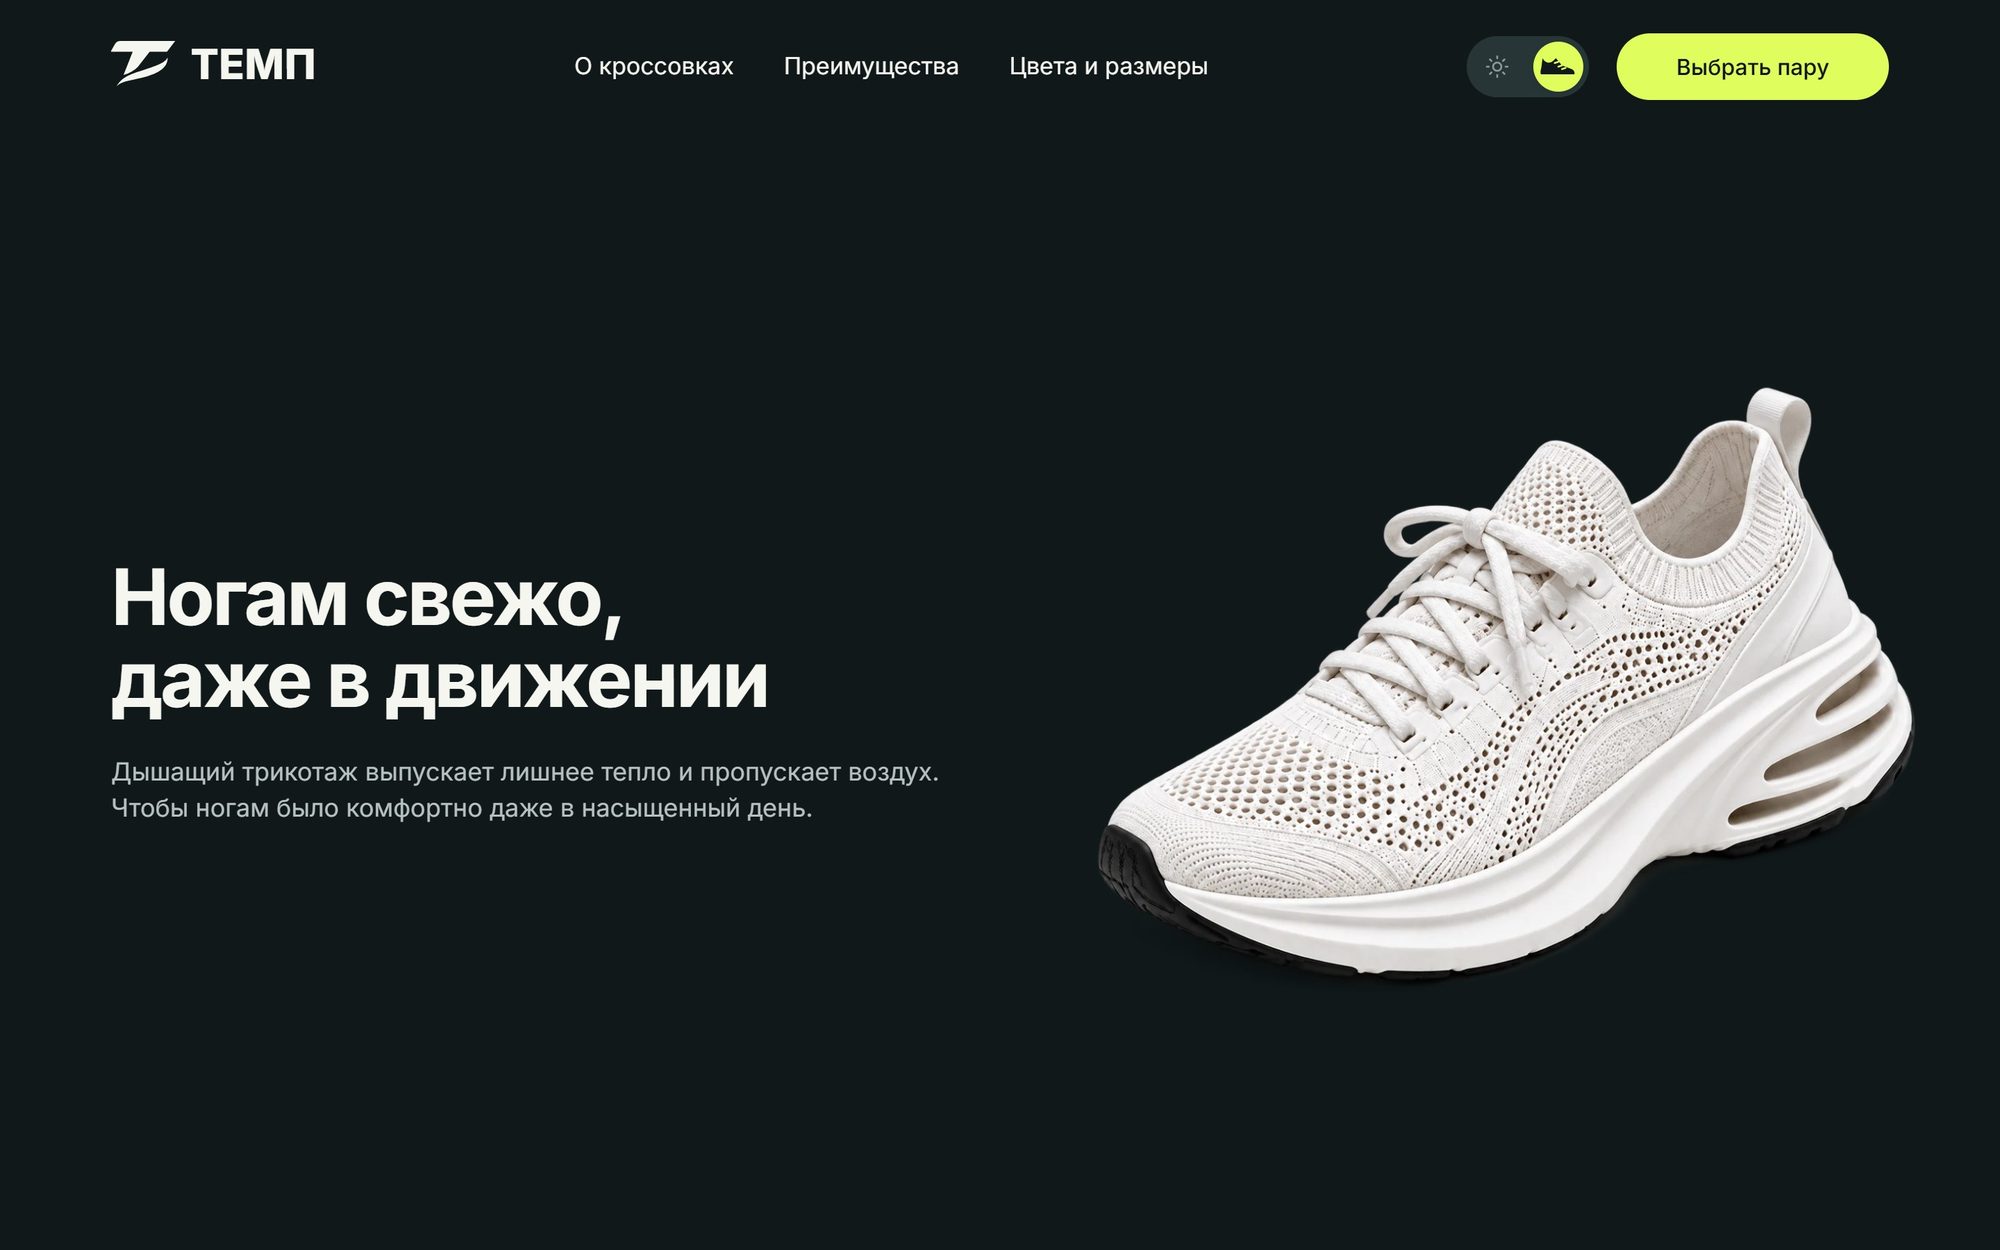 ТЕМП
О кроссовках
Преимущества
Цвета и размеры
Выбрать пару
Ногам свежо,
даже в движении
Дышащий трикотаж выпускает лишнее тепло и пропускает воздух.
Чтобы ногам было комфортно даже в насыщенный день.